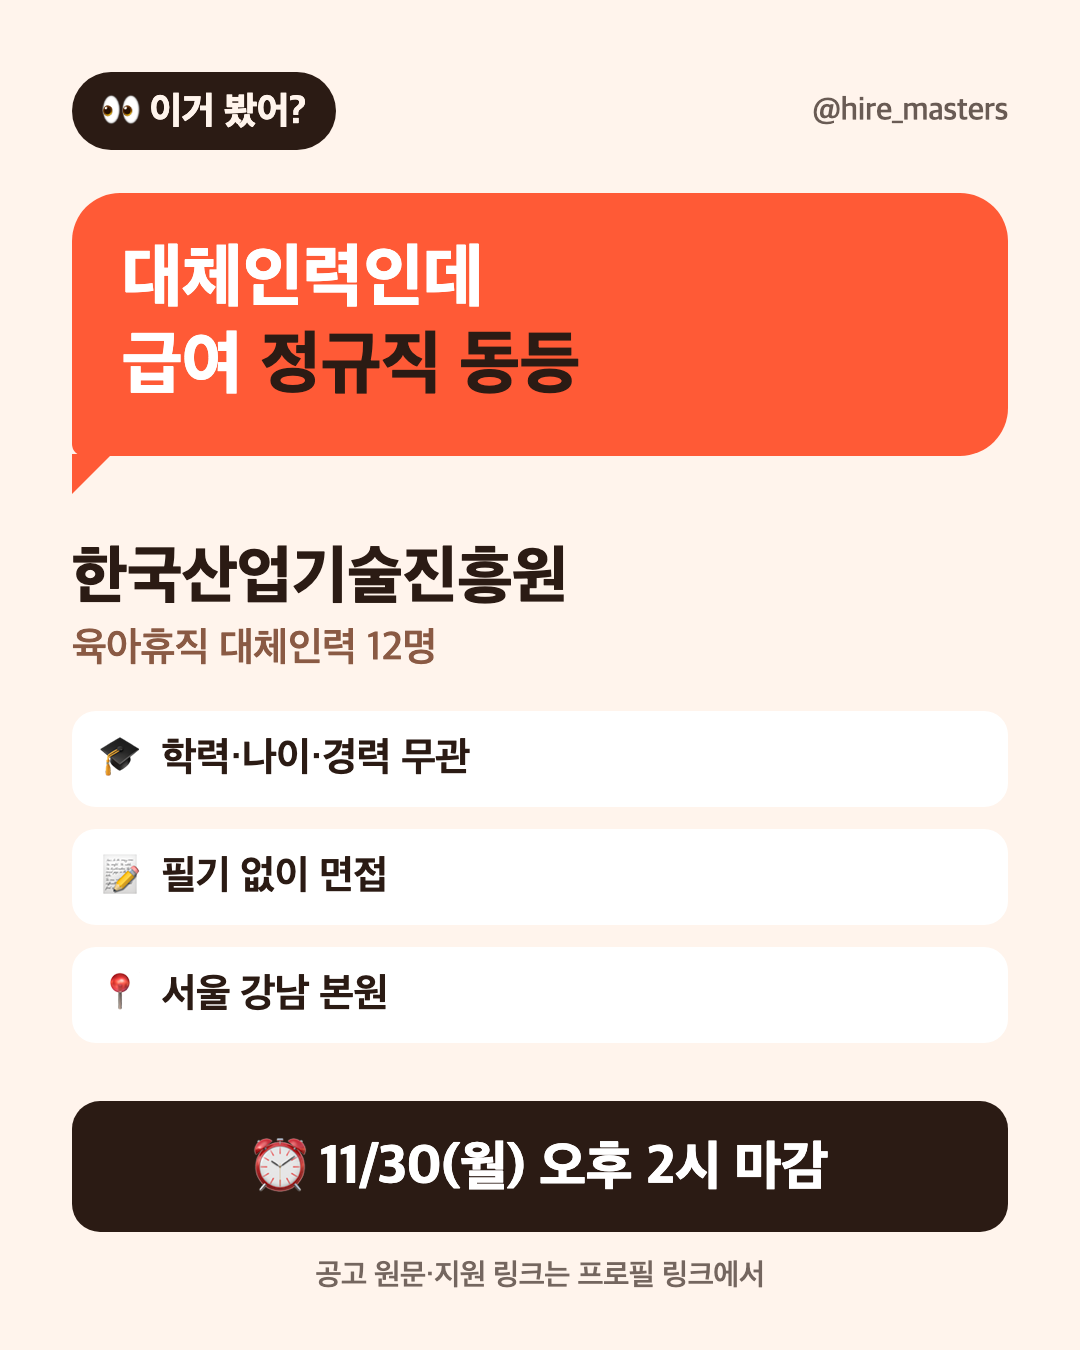 👀 이거 봤어?
@hire_masters
대체인력인데
급여 정규직 동등
한국산업기술진흥원
육아휴직 대체인력 12명
🎓 학력·나이·경력 무관
📝 필기 없이 면접
📍 서울 강남 본원
⏰ 11/30(월) 오후 2시 마감
공고 원문·지원 링크는 프로필 링크에서